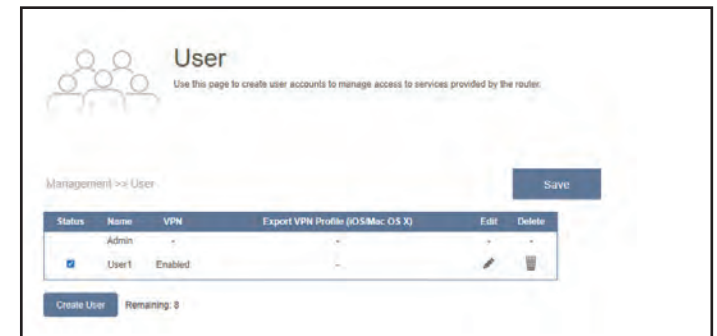 User
Use this page to create user accounts to manage access to services provided by the router.
Management >> User
Save
Status Name VPN Export VPN Profile (iOS/Mac OS X) Edit Delete
Admin - - - -
User1 Enabled -
Create User Remaining: 8